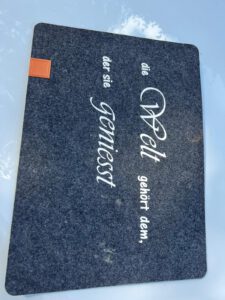 die Welt gehört dem,
der sie geniesst